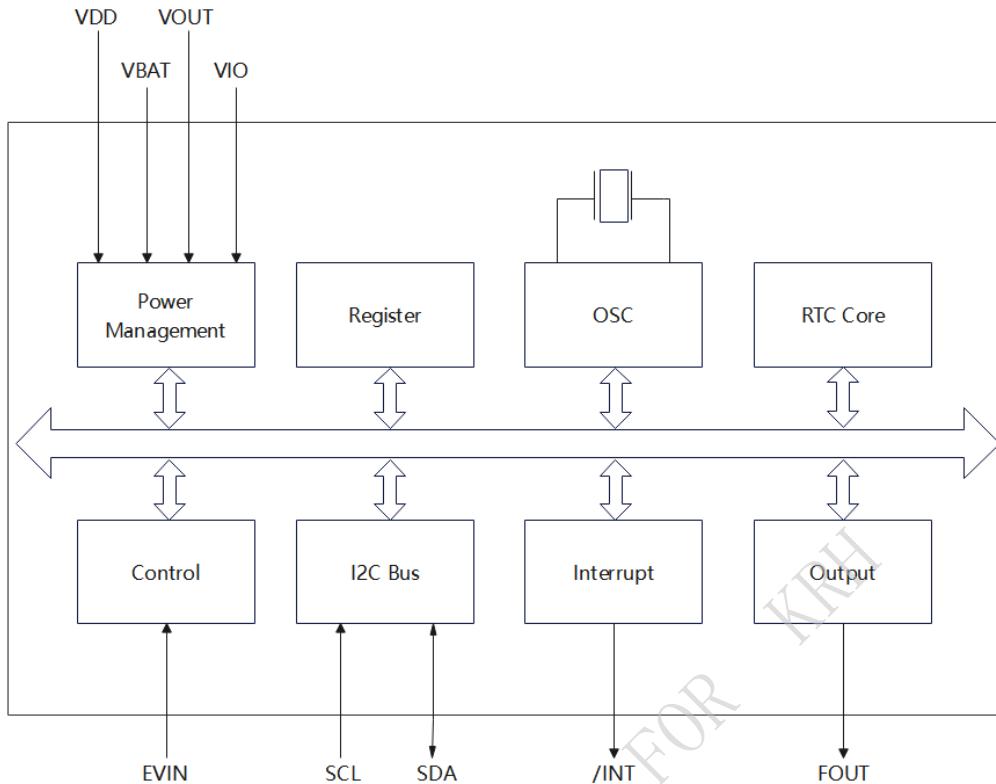 VDD VOUT
VBAT VIO
Power
Management
Register
OSC
RTC Core
Control
I2C Bus
Interrupt
Output
EVIN SCL SDA /INT FOUT
FOR KRH